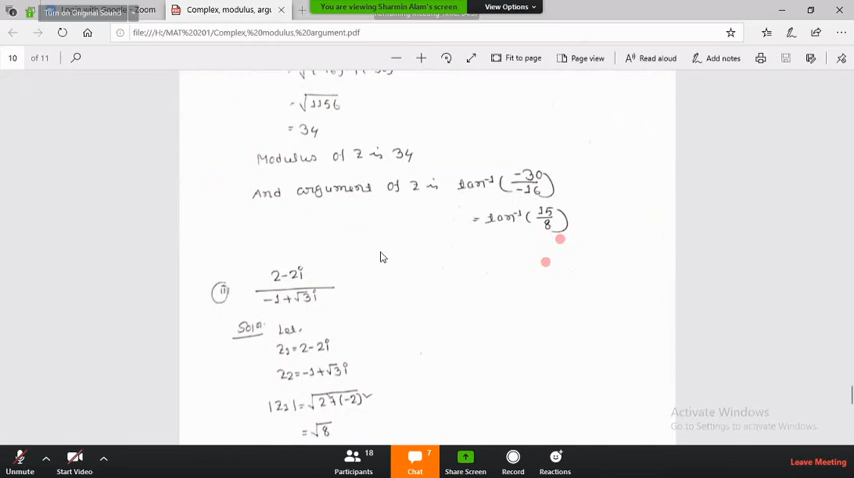 Turn on Original Sound
with Google - Zoom
Complex, modulus, argu
You are viewing Sharmin Alam's screen
View Options
file:///H:/MAT%20201/Complex,%20modulus,%20argument.pdf
10 of 11
Fit to page
Page view
Read aloud
Add notes
= √1156
= 34
Modulus of Z is 34
And argument of Z is tan⁻¹ (-30/-16)
= tan⁻¹ (15/8)
(ii) 2-2i / -1+√3i
Soln: Let,
Z1 = 2-2i
Z2 = -1+√3i
|Z1| = √2²+(-2)²
= √8
Activate Windows
Go to Settings to activate Windows.
Unmute
Start Video
18
Participants
7
Chat
Share Screen
Record
Reactions
Leave Meeting